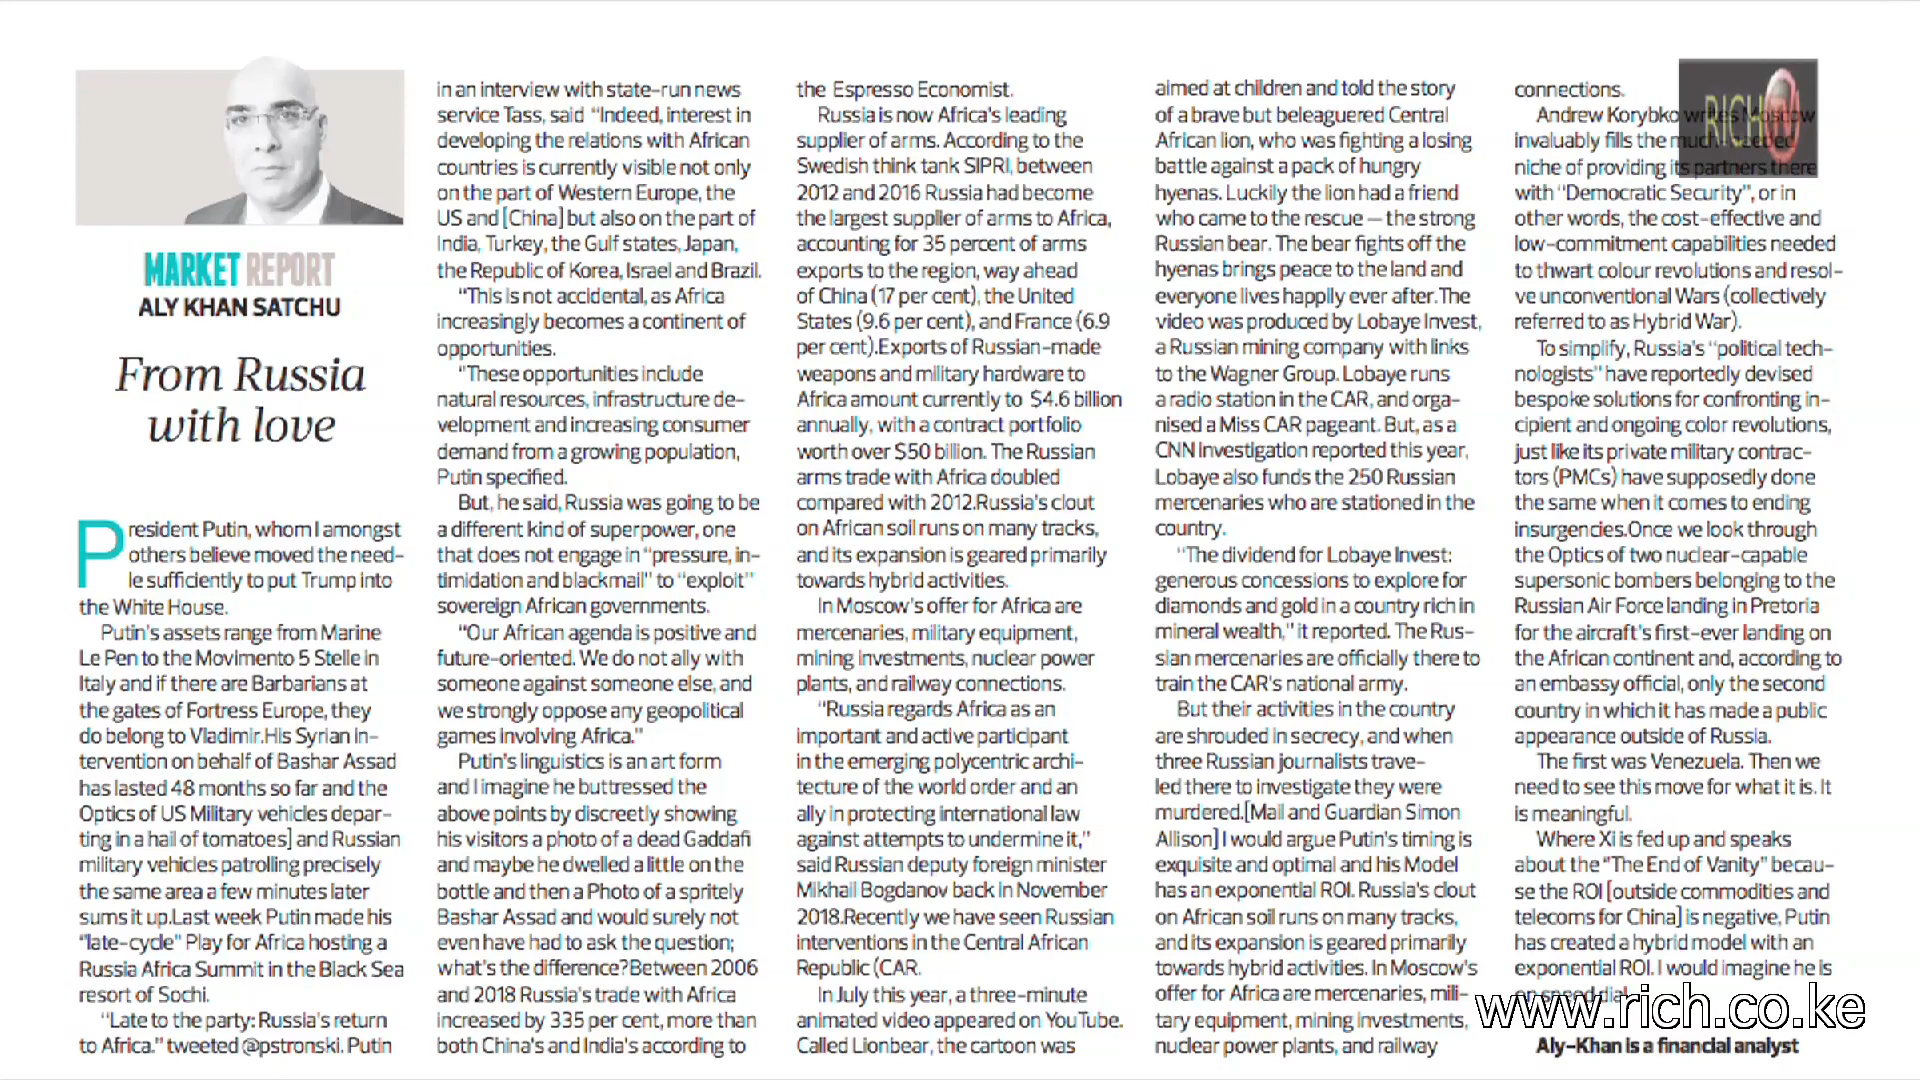 MARKET REPORT
ALY KHAN SATCHU
From Russia
with love
President Putin, whom I amongst
others believe moved the need-
le sufficiently to put Trump into
the White House.
Putin's assets range from Marine
Le Pen to the Movimento 5 Stelle in
Italy and if there are Barbarians at
the gates of Fortress Europe, they
do belong to Vladimir.His Syrian in-
tervention on behalf of Bashar Assad
has lasted 48 months so far and the
Optics of US Military vehicles depar-
ting in a hail of tomatoes] and Russian
military vehicles patrolling precisely
the same area a few minutes later
sums it up.Last week Putin made his
"late-cycle" Play for Africa hosting a
Russia Africa Summit in the Black Sea
resort of Sochi.
"Late to the party: Russia's return
to Africa." tweeted @pstronski. Putin
in an interview with state-run news
service Tass, said "Indeed, interest in
developing the relations with African
countries is currently visible not only
on the part of Western Europe, the
US and [China] but also on the part of
India, Turkey, the Gulf states, Japan,
the Republic of Korea, Israel and Brazil.
"This is not accidental, as Africa
increasingly becomes a continent of
opportunities.
"These opportunities include
natural resources, infrastructure de-
velopment and increasing consumer
demand from a growing population,
Putin specified.
But, he said, Russia was going to be
a different kind of superpower, one
that does not engage in "pressure, in-
timidation and blackmail" to "exploit"
sovereign African governments.
"Our African agenda is positive and
future-oriented. We do not ally with
someone against someone else, and
we strongly oppose any geopolitical
games involving Africa."
Putin's linguistics is an art form
and I imagine he buttressed the
above points by discreetly showing
his visitors a photo of a dead Gaddafi
and maybe he dwelled a little on the
bottle and then a Photo of a spritely
Bashar Assad and would surely not
even have had to ask the question;
what's the difference?Between 2006
and 2018 Russia's trade with Africa
increased by 335 per cent, more than
both China's and India's according to
the Espresso Economist.
Russia is now Africa's leading
supplier of arms. According to the
Swedish think tank SIPRI, between
2012 and 2016 Russia had become
the largest supplier of arms to Africa,
accounting for 35 percent of arms
exports to the region, way ahead
of China (17 per cent), the United
States (9.6 per cent), and France (6.9
per cent).Exports of Russian-made
weapons and military hardware to
Africa amount currently to $4.6 billion
annually, with a contract portfolio
worth over $50 billion. The Russian
arms trade with Africa doubled
compared with 2012.Russia's clout
on African soil runs on many tracks,
and its expansion is geared primarily
towards hybrid activities.
In Moscow's offer for Africa are
mercenaries, military equipment,
mining investments, nuclear power
plants, and railway connections.
"Russia regards Africa as an
important and active participant
in the emerging polycentric archi-
tecture of the world order and an
ally in protecting international law
against attempts to undermine it,"
said Russian deputy foreign minister
Mikhail Bogdanov back in November
2018.Recently we have seen Russian
interventions in the Central African
Republic (CAR.
In July this year, a three-minute
animated video appeared on YouTube.
Called Lionbear, the cartoon was
aimed at children and told the story
of a brave but beleaguered Central
African lion, who was fighting a losing
battle against a pack of hungry
hyenas. Luckily the lion had a friend
who came to the rescue – the strong
Russian bear. The bear fights off the
hyenas brings peace to the land and
everyone lives happily ever after.The
video was produced by Lobaye Invest,
a Russian mining company with links
to the Wagner Group. Lobaye runs
a radio station in the CAR, and orga-
nised a Miss CAR pageant. But, as a
CNN investigation reported this year,
Lobaye also funds the 250 Russian
mercenaries who are stationed in the
country.
"The dividend for Lobaye Invest:
generous concessions to explore for
diamonds and gold in a country rich in
mineral wealth," it reported. The Rus-
sian mercenaries are officially there to
train the CAR's national army.
But their activities in the country
are shrouded in secrecy, and when
three Russian journalists trave-
led there to investigate they were
murdered.[Mail and Guardian Simon
Allison] I would argue Putin's timing is
exquisite and optimal and his Model
has an exponential ROI. Russia's clout
on African soil runs on many tracks,
and its expansion is geared primarily
towards hybrid activities. In Moscow's
offer for Africa are mercenaries, mili-
tary equipment, mining investments,
nuclear power plants, and railway
connections.
Andrew Korybko writes Moscow
invaluably fills the much-needed
niche of providing its partners there
with "Democratic Security", or in
other words, the cost-effective and
low-commitment capabilities needed
to thwart colour revolutions and resol-
ve unconventional Wars (collectively
referred to as Hybrid War).
To simplify, Russia's "political tech-
nologists" have reportedly devised
bespoke solutions for confronting in-
cipient and ongoing color revolutions,
just like its private military contrac-
tors (PMCs) have supposedly done
the same when it comes to ending
insurgencies.Once we look through
the Optics of two nuclear-capable
supersonic bombers belonging to the
Russian Air Force landing in Pretoria
for the aircraft's first-ever landing on
the African continent and, according to
an embassy official, only the second
country in which it has made a public
appearance outside of Russia.
The first was Venezuela. Then we
need to see this move for what it is. It
is meaningful.
Where Xi is fed up and speaks
about the "The End of Vanity" becau-
se the ROI [outside commodities and
telecoms for China] is negative, Putin
has created a hybrid model with an
exponential ROI. I would imagine he is
on speed dial
Aly-Khan is a financial analyst
RICH
www.rich.co.ke